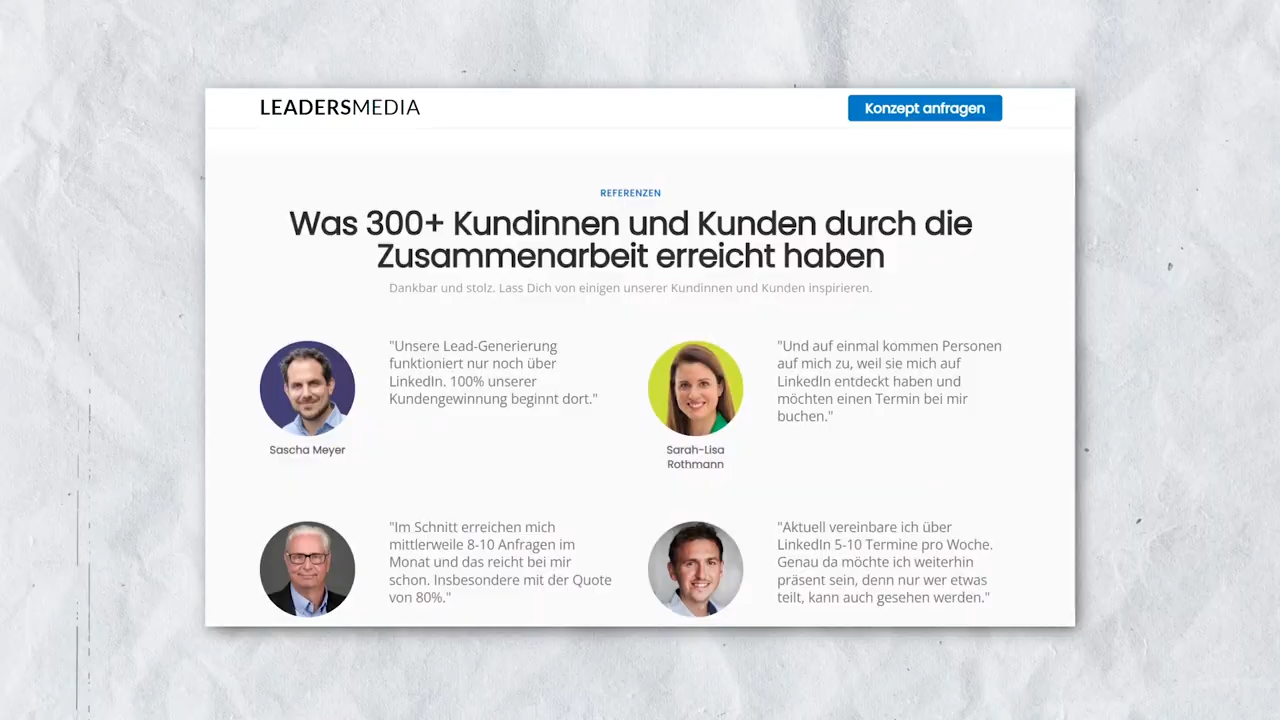 LEADERSMEDIA
Konzept anfragen
REFERENZEN
Was 300+ Kundinnen und Kunden durch die
Zusammenarbeit erreicht haben
Dankbar und stolz. Lass Dich von einigen unserer Kundinnen und Kunden inspirieren.
"Unsere Lead-Generierung
funktioniert nur noch über
LinkedIn. 100% unserer
Kundengewinnung beginnt dort."
Sascha Meyer
"Und auf einmal kommen Personen
auf mich zu, weil sie mich auf
LinkedIn entdeckt haben und
möchten einen Termin bei mir
buchen."
Sarah-Lisa
Rothmann
"Im Schnitt erreichen mich
mittlerweile 8-10 Anfragen im
Monat und das reicht bei mir
schon. Insbesondere mit der Quote
von 80%."
"Aktuell vereinbare ich über
LinkedIn 5-10 Termine pro Woche.
Genau da möchte ich weiterhin
präsent sein, denn nur wer etwas
teilt, kann auch gesehen werden."